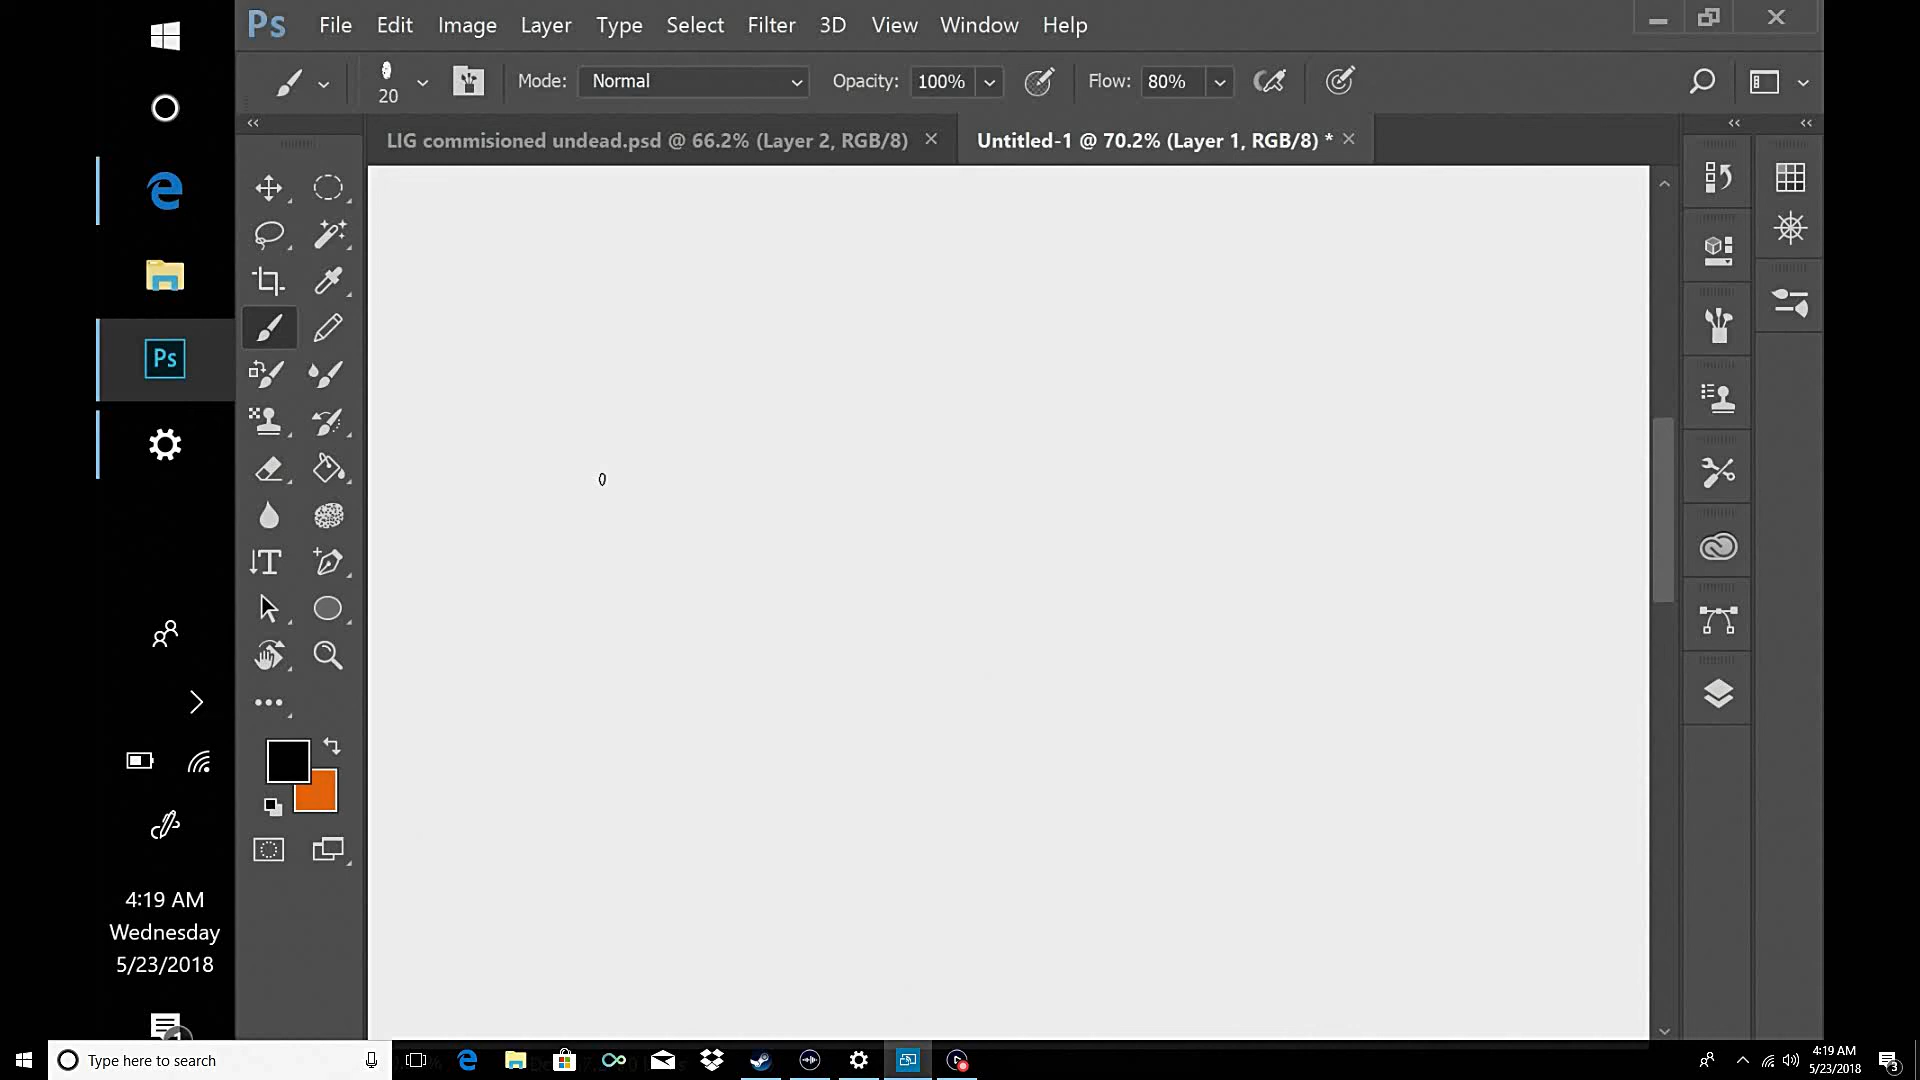 Ps File Edit Image Layer Type Select Filter 3D View Window Help
20 Mode: Normal Opacity: 100% Flow: 80%
LIG commisioned undead.psd @ 66.2% (Layer 2, RGB/8) Untitled-1 @ 70.2% (Layer 1, RGB/8) *
Ps
T
4:19 AM
Wednesday
5/23/2018
Type here to search
4:19 AM
5/23/2018
3